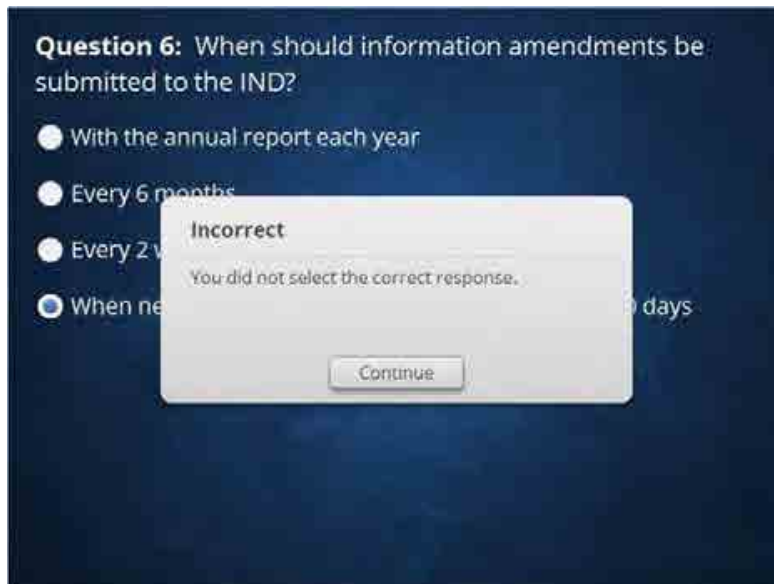 Question 6: When should information amendments be
submitted to the IND?
With the annual report each year
Every 6 months
Every 2
When ne
days
Incorrect
You did not select the correct response.
Continue